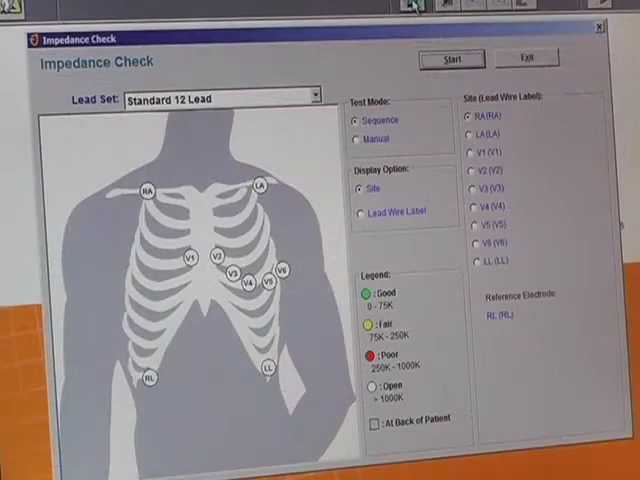 Impedance Check
Impedance Check
Start
Exit
Lead Set: Standard 12 Lead
Test Mode:
Sequence
Manual
Display Option:
Site
Lead Wire Label
Legend:
: Good
0 - 75K
: Fair
75K - 250K
: Poor
250K - 1000K
: Open
> 1000K
: At Back of Patient
Site (Lead Wire Label):
RA(RA)
LA(LA)
V1 (V1)
V2 (V2)
V3 (V3)
V4 (V4)
V5 (V5)
V6 (V6)
LL (LL)
Reference Electrode:
RL (RL)
RA
LA
V1
V2
V3
V4
V5
V6
RL
LL